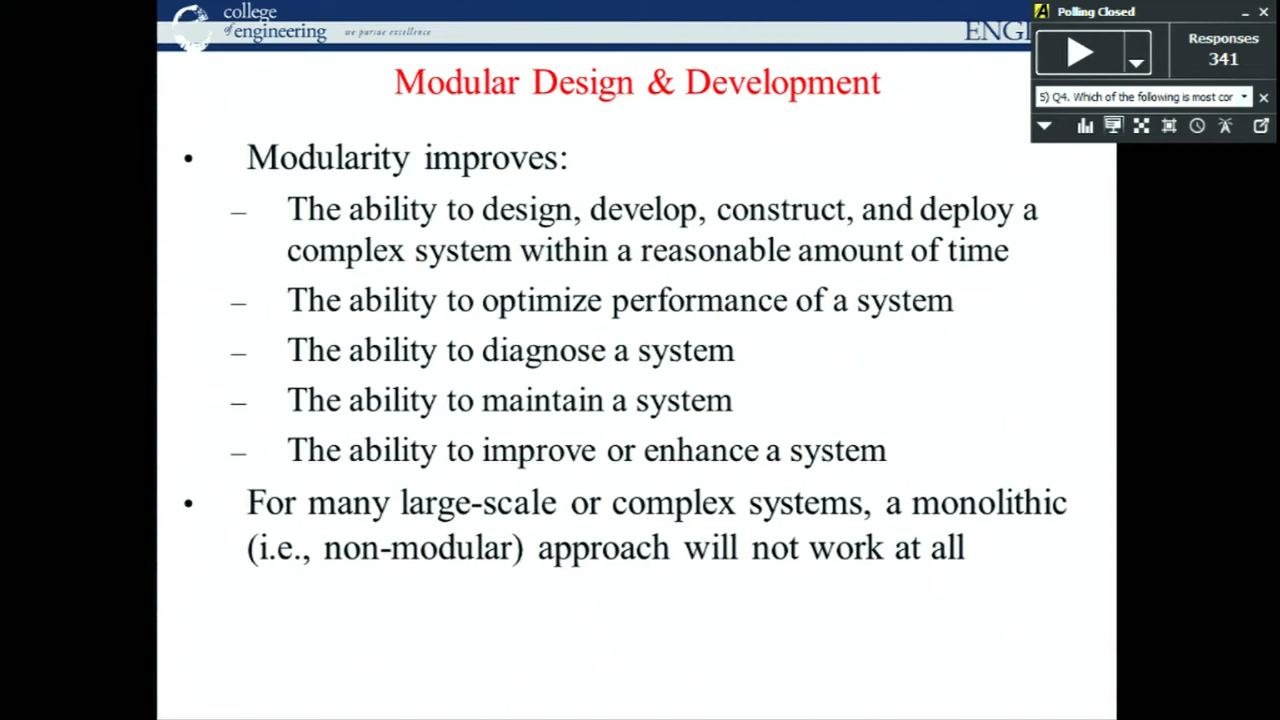 college
of engineering
we pursue excellence
ENGI
Polling Closed
Responses
341
5) Q4. Which of the following is most cor
Modular Design & Development
• Modularity improves:
– The ability to design, develop, construct, and deploy a
complex system within a reasonable amount of time
– The ability to optimize performance of a system
– The ability to diagnose a system
– The ability to maintain a system
– The ability to improve or enhance a system
• For many large-scale or complex systems, a monolithic
(i.e., non-modular) approach will not work at all